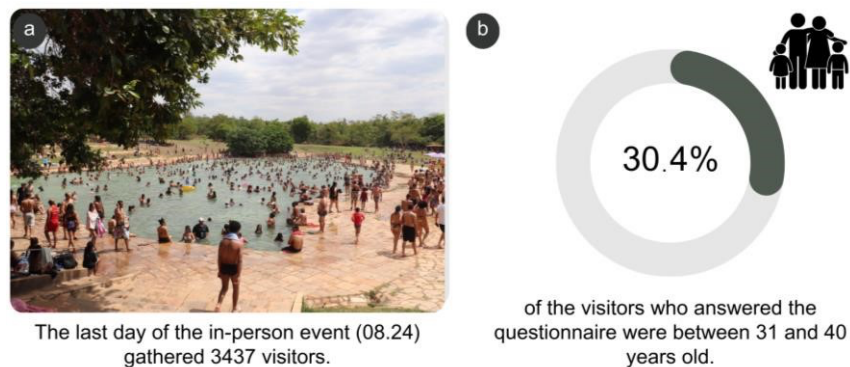 a
The last day of the in-person event (08.24)
gathered 3437 visitors.
b
30.4%
of the visitors who answered the
questionnaire were between 31 and 40
years old.